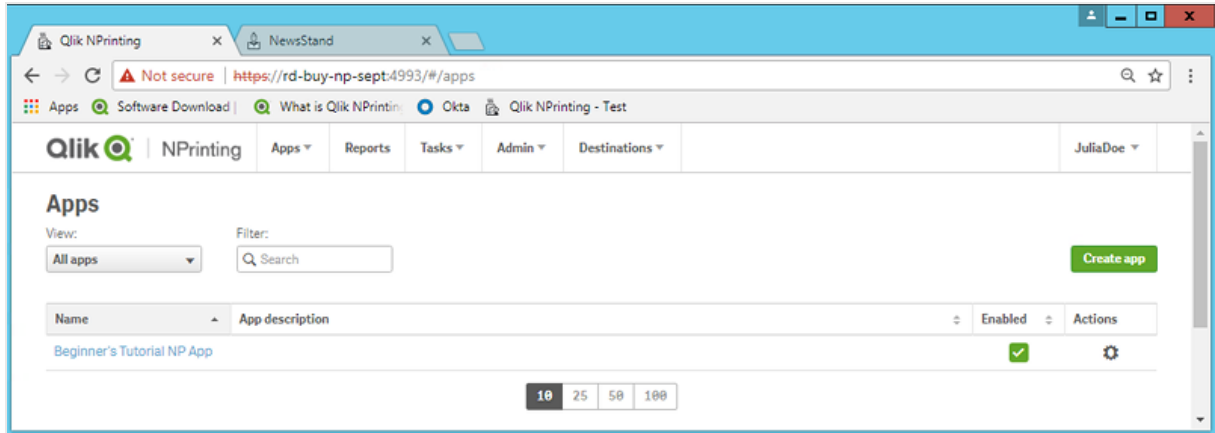 Qlik NPrinting NewsStand
Not secure | https://rd-buy-np-sept:4993/#/apps
Apps Software Download | What is Qlik NPrintin Okta Qlik NPrinting - Test
Qlik NPrinting Apps Reports Tasks Admin Destinations JuliaDoe
Apps
View: Filter:
All apps Search Create app
Name App description Enabled Actions
Beginner's Tutorial NP App
10 25 50 100